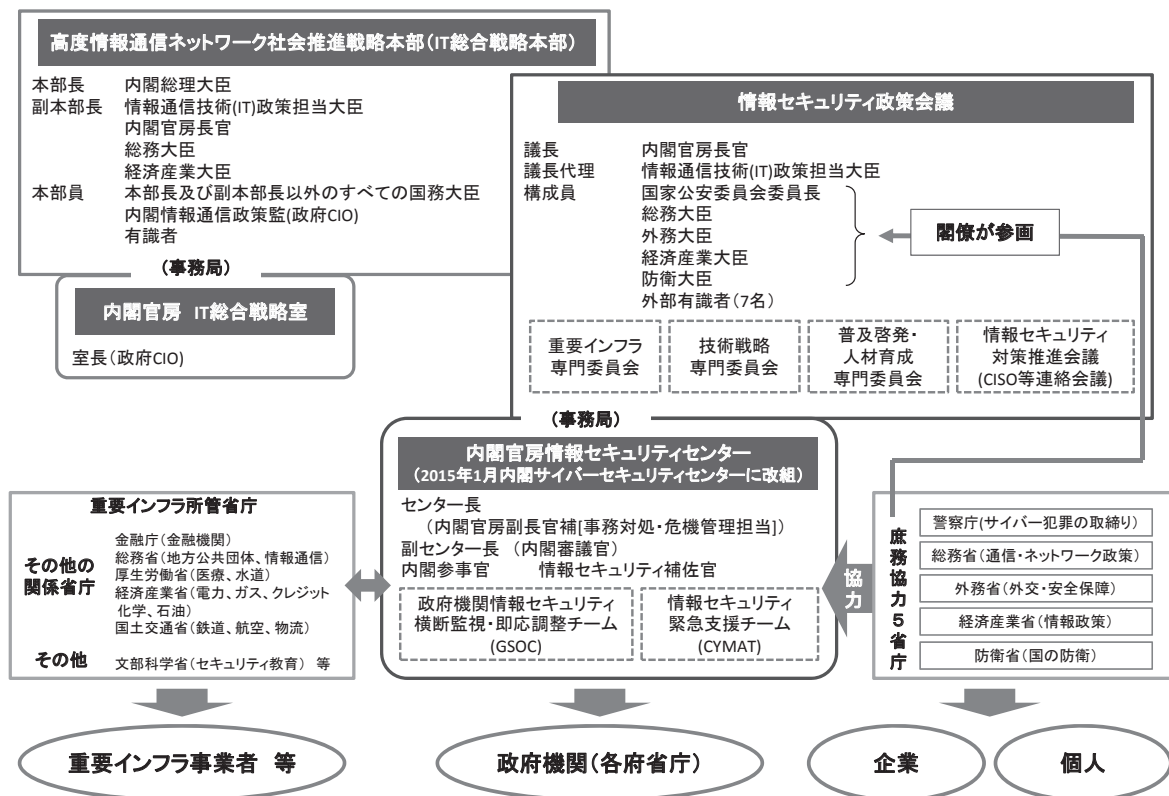 高度情報通信ネットワーク社会推進戦略本部（IT総合戦略本部）
本部長 内閣総理大臣
副本部長 情報通信技術(IT)政策担当大臣
内閣官房長官
総務大臣
経済産業大臣
本部員 本部長及び副本部長以外のすべての国務大臣
内閣情報通信政策監(政府CIO)
有識者
（事務局）
内閣官房 IT総合戦略室
室長（政府CIO）
情報セキュリティ政策会議
議長 内閣官房長官
議長代理 情報通信技術(IT)政策担当大臣
構成員 国家公安委員会委員長
総務大臣
外務大臣
経済産業大臣
防衛大臣
外部有識者（7名）
閣僚が参画
重要インフラ
専門委員会
技術戦略
専門委員会
普及啓発・
人材育成
専門委員会
情報セキュリティ
対策推進会議
(CISO等連絡会議)
（事務局）
内閣官房情報セキュリティセンター
（2015年1月内閣サイバーセキュリティセンターに改組）
センター長
（内閣官房副長官補[事務対処・危機管理担当]）
副センター長 （内閣審議官）
内閣参事官 情報セキュリティ補佐官
政府機関情報セキュリティ
横断監視・即応調整チーム
(GSOC)
情報セキュリティ
緊急支援チーム
(CYMAT)
重要インフラ所管省庁
その他の
関係省庁
金融庁（金融機関）
総務省（地方公共団体、情報通信）
厚生労働省（医療、水道）
経済産業省（電力、ガス、クレジット
化学、石油）
国土交通省（鉄道、航空、物流）
その他 文部科学省（セキュリティ教育） 等
協力
庶務協力５省庁
警察庁(サイバー犯罪の取締り)
総務省（通信・ネットワーク政策）
外務省（外交・安全保障）
経済産業省（情報政策）
防衛省（国の防衛）
重要インフラ事業者 等
政府機関（各府省庁）
企業
個人